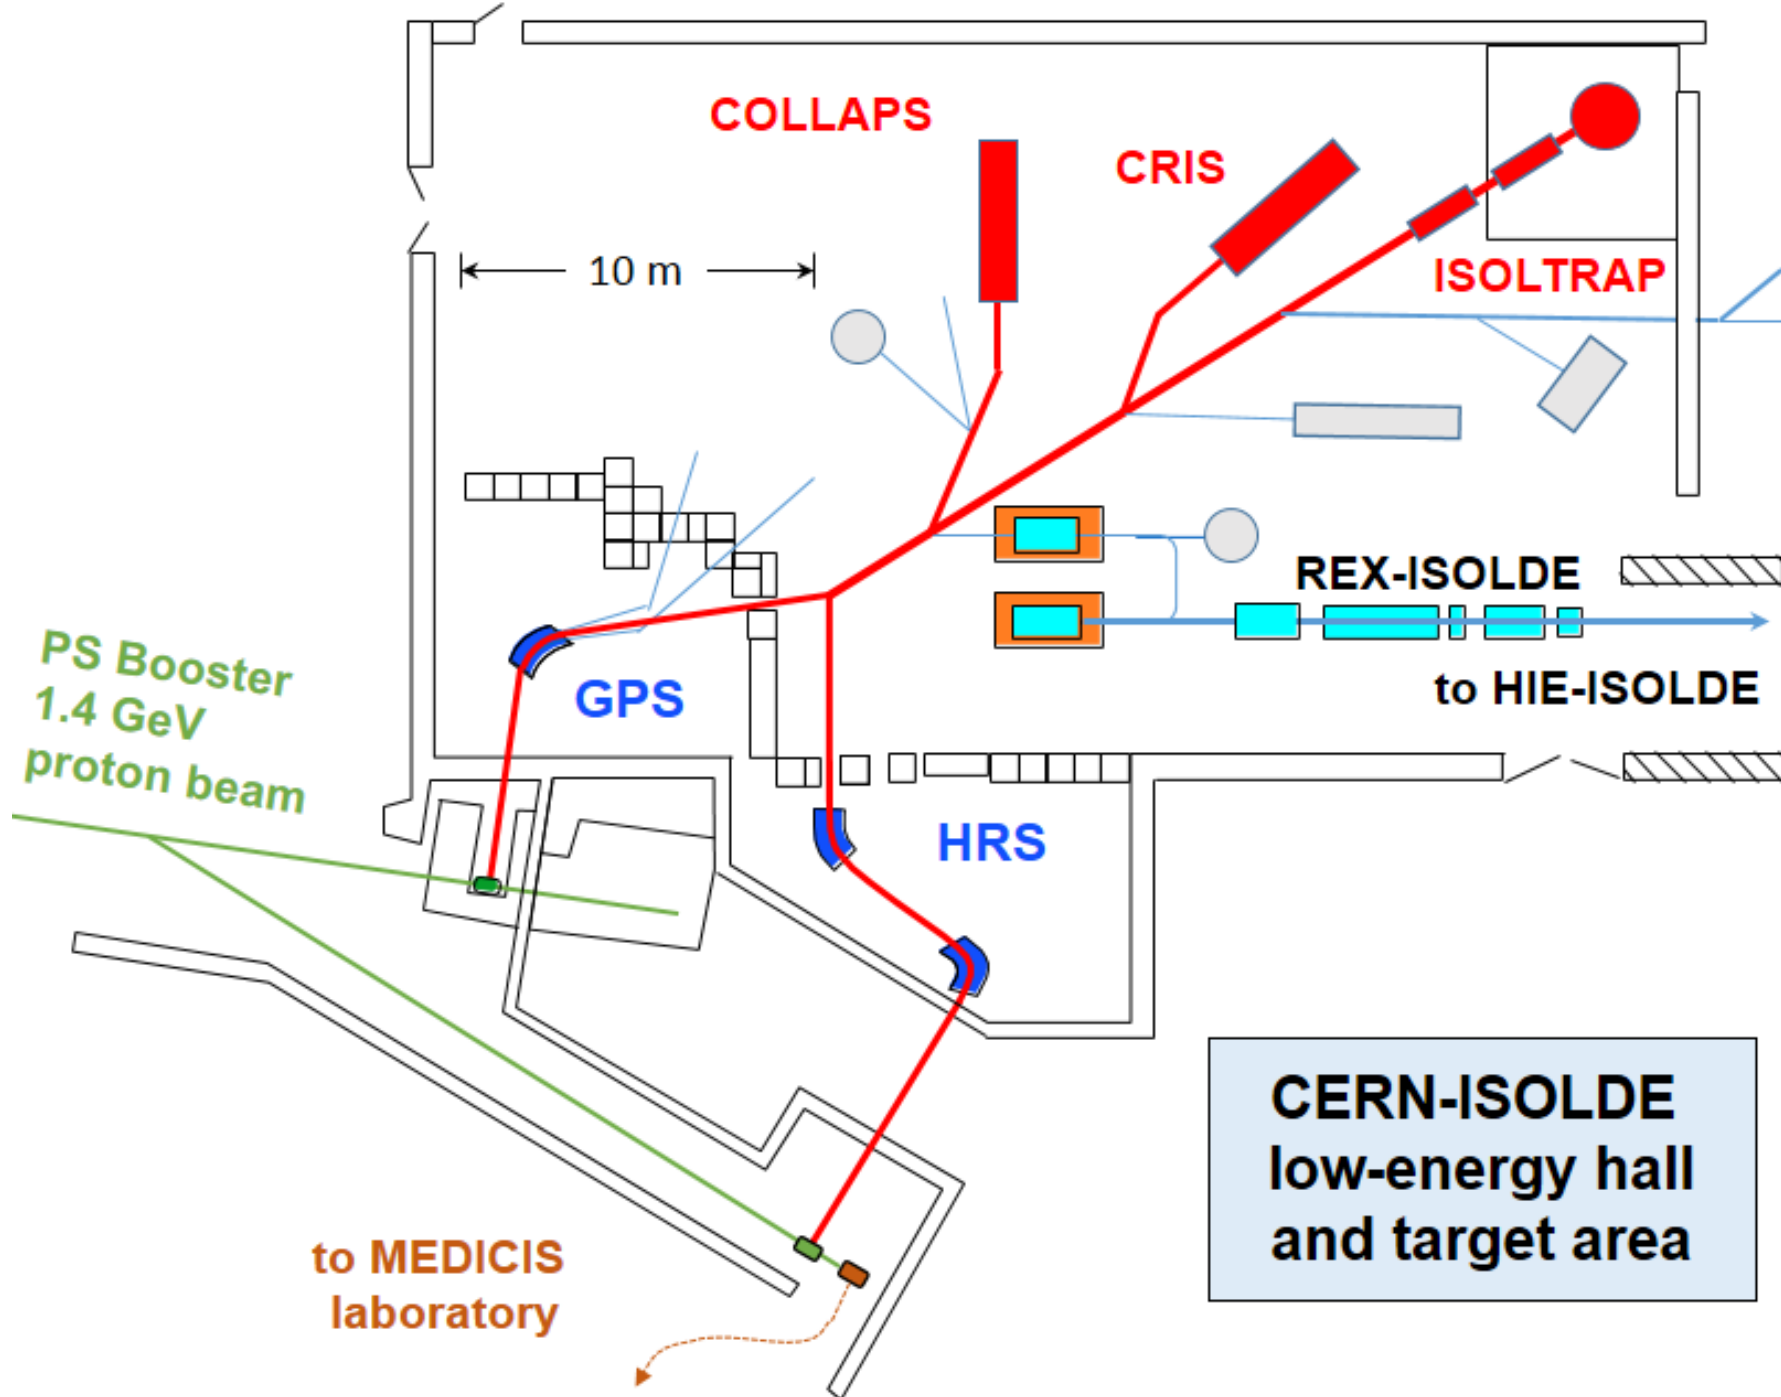 COLLAPS
CRIS
10 m
ISOLTRAP
REX-ISOLDE
to HIE-ISOLDE
PS Booster
1.4 GeV
proton beam
GPS
HRS
to MEDICIS
laboratory
CERN-ISOLDE
low-energy hall
and target area